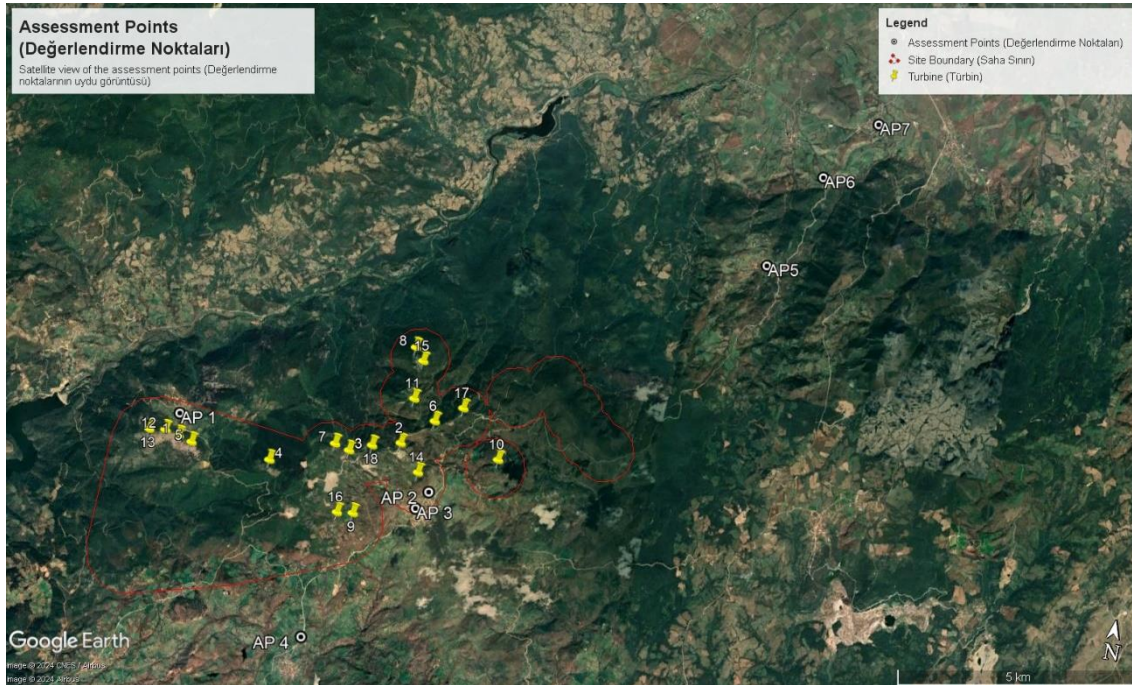 Assessment Points
(Değerlendirme Noktaları)
Satellite view of the assessment points (Değerlendirme
noktalarının uydu görüntüsü)
Legend
Assessment Points (Değerlendirme Noktaları)
Site Boundary (Saha Sınırı)
Turbine (Türbin)
AP7
AP6
AP5
8
15
11
17
6
AP 1
12
1
13
5
4
7
3
18
2
14
10
16
9
AP 2
AP 3
AP 4
Google Earth
Image © 2024 CNES / Airbus
Image © 2024 Airbus
N
5 km